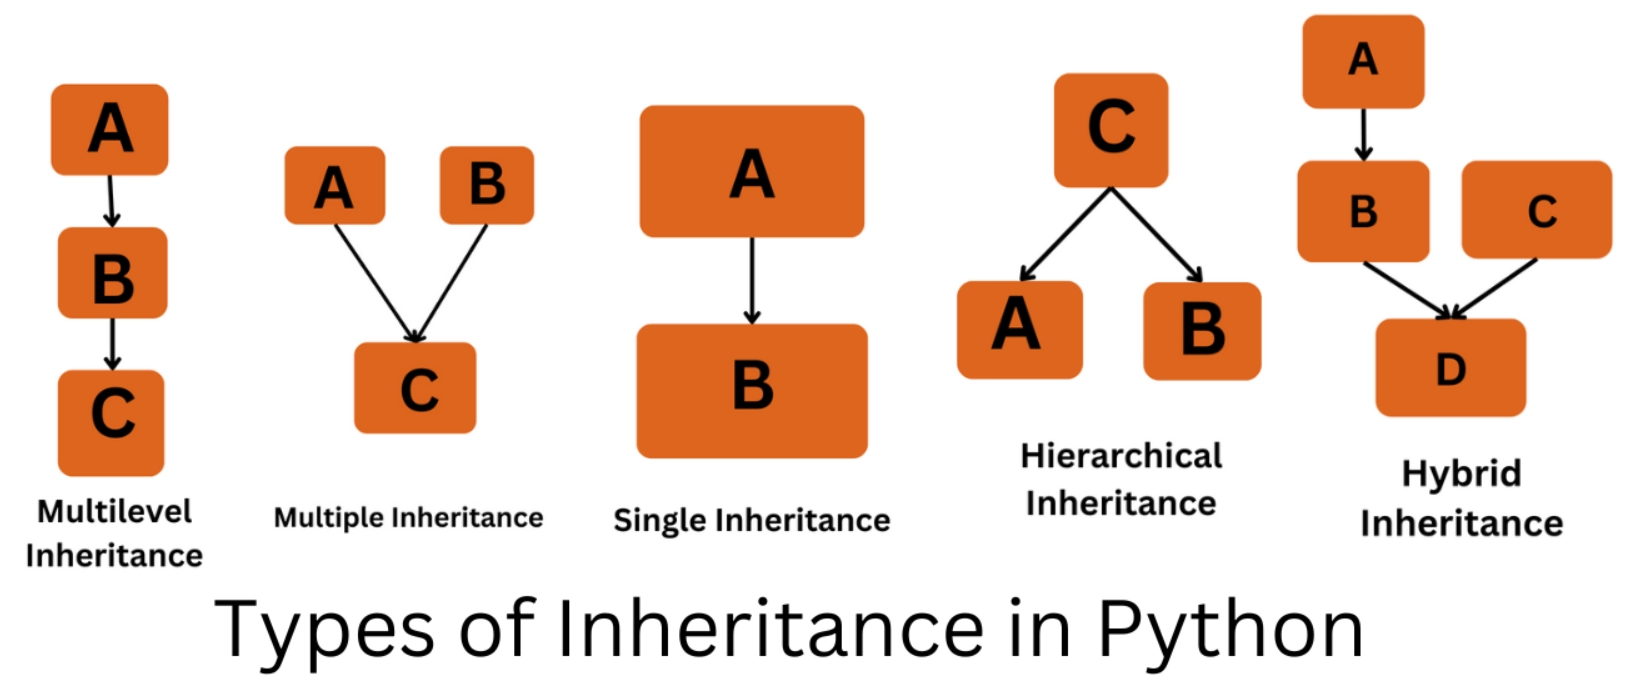 A
B
C
Multilevel
Inheritance
A B
C
Multiple Inheritance
A
B
Single Inheritance
C
A B
Hierarchical
Inheritance
A
B C
D
Hybrid
Inheritance
Types of Inheritance in Python